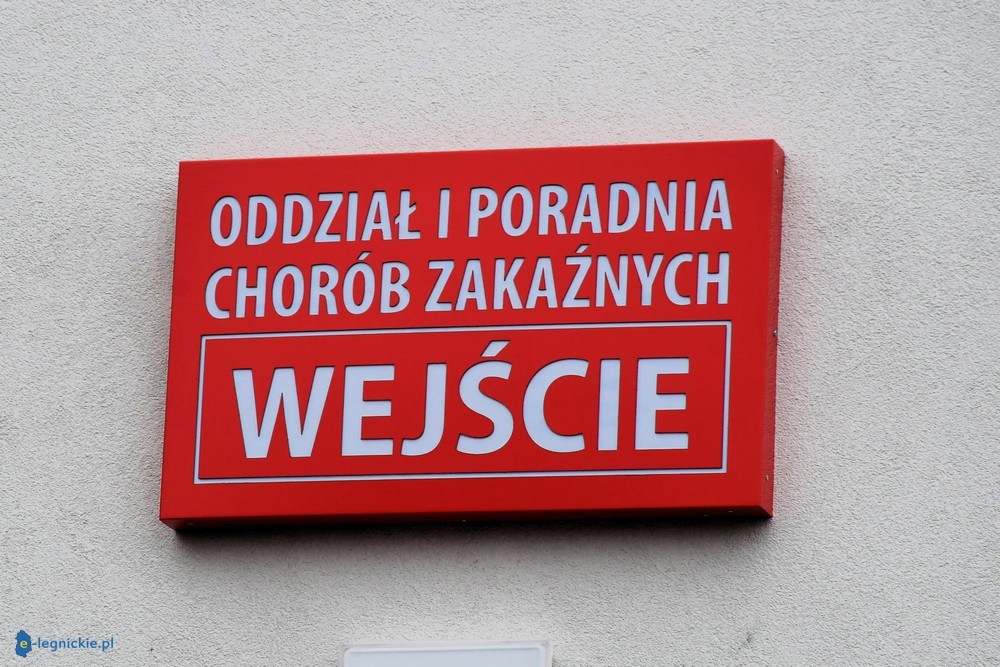 ODDZIAŁ I PORADNIA
CHORÓB ZAKAŹNYCH
WEJŚCIE
e-legnickie.pl